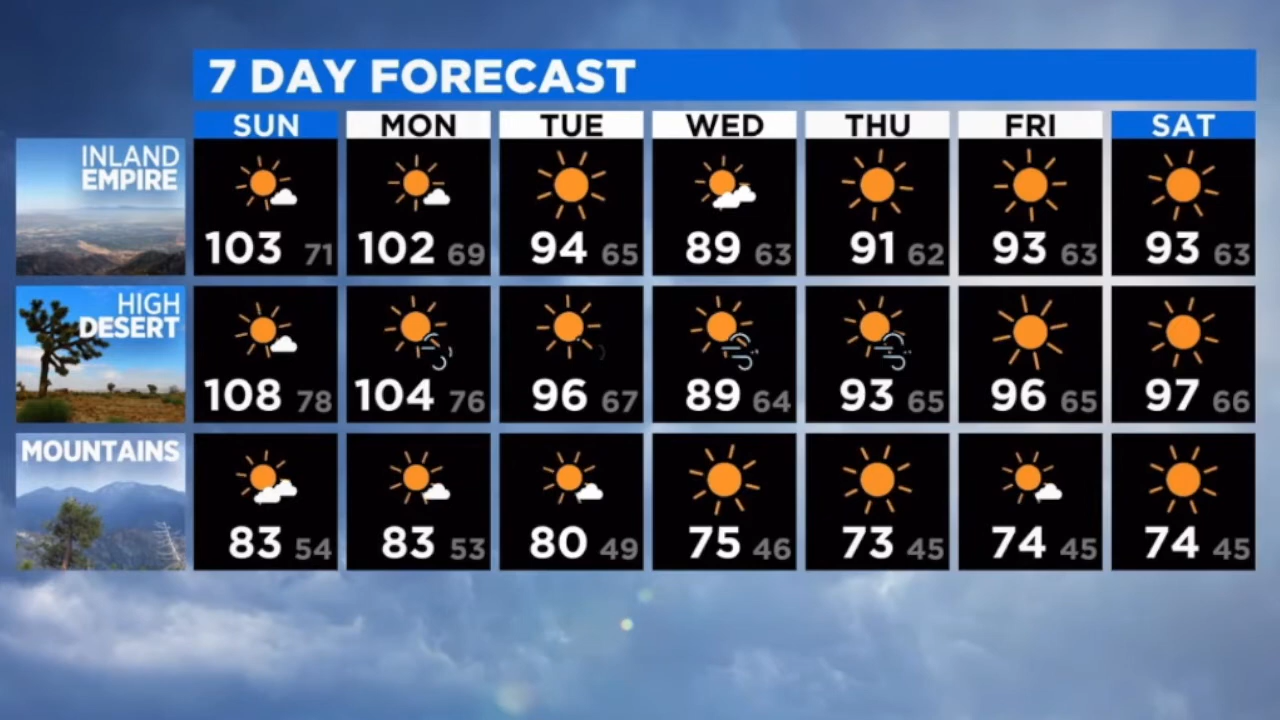 7 DAY FORECAST
SUN MON TUE WED THU FRI SAT
INLAND
EMPIRE
103 71 102 69 94 65 89 63 91 62 93 63 93 63
HIGH
DESERT
108 78 104 76 96 67 89 64 93 65 96 65 97 66
MOUNTAINS
83 54 83 53 80 49 75 46 73 45 74 45 74 45